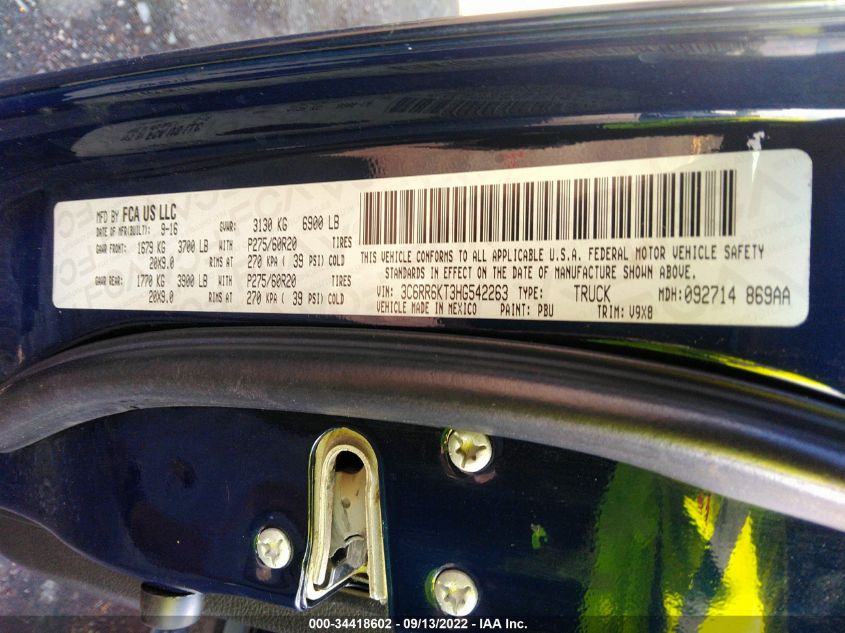 MFD BY FCA US LLC
DATE OF MFR(BUILT): 9-16 GVWR: 3130 KG 6900 LB
GAWR FRONT: 1679 KG 3700 LB WITH P275/60R20 TIRES
20X9.0 RIMS AT 270 KPA ( 39 PSI) COLD
GAWR REAR: 1770 KG 3900 LB WITH P275/60R20 TIRES
20X9.0 RIMS AT 270 KPA ( 39 PSI) COLD
THIS VEHICLE CONFORMS TO ALL APPLICABLE U.S.A. FEDERAL MOTOR VEHICLE SAFETY
STANDARDS IN EFFECT ON THE DATE OF MANUFACTURE SHOWN ABOVE.
VIN: 3C6RR6KT3HG542263 TYPE: TRUCK MDH:092714 869AA
VEHICLE MADE IN MEXICO PAINT: PBU TRIM: V9X8
000-34418602 - 09/13/2022 - IAA Inc.